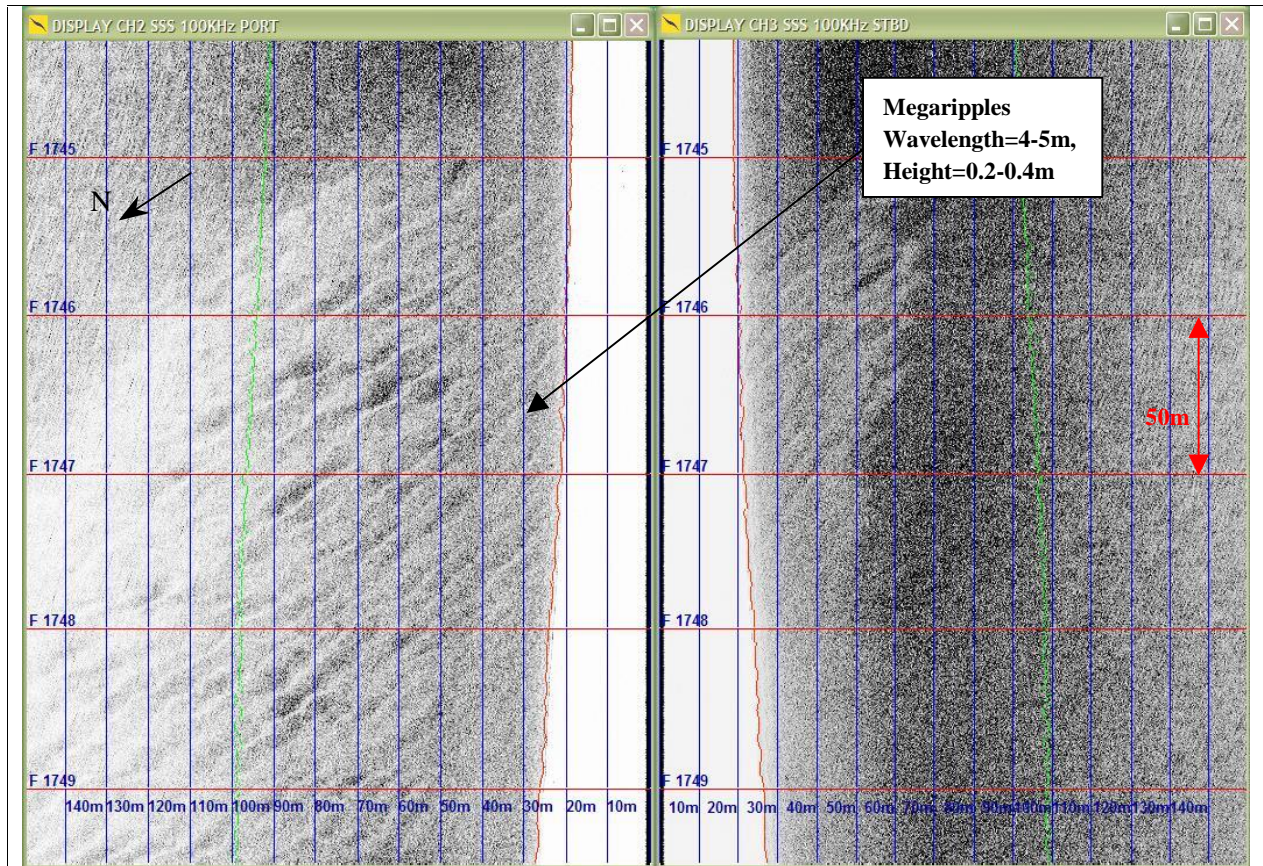 DISPLAY CH2 SSS 100KHz PORT
DISPLAY CH3 SSS 100KHz STBD
Megaripples
Wavelength=4-5m,
Height=0.2-0.4m
F 1745
F 1745
N
F 1746
F 1746
50m
F 1747
F 1747
F 1748
F 1748
F 1749
F 1749
140m 130m 120m 110m 100m 90m 80m 70m 60m 50m 40m 30m 20m 10m
10m 20m 30m 40m 50m 60m 70m 80m 90m 100m 110m 120m 130m 140m